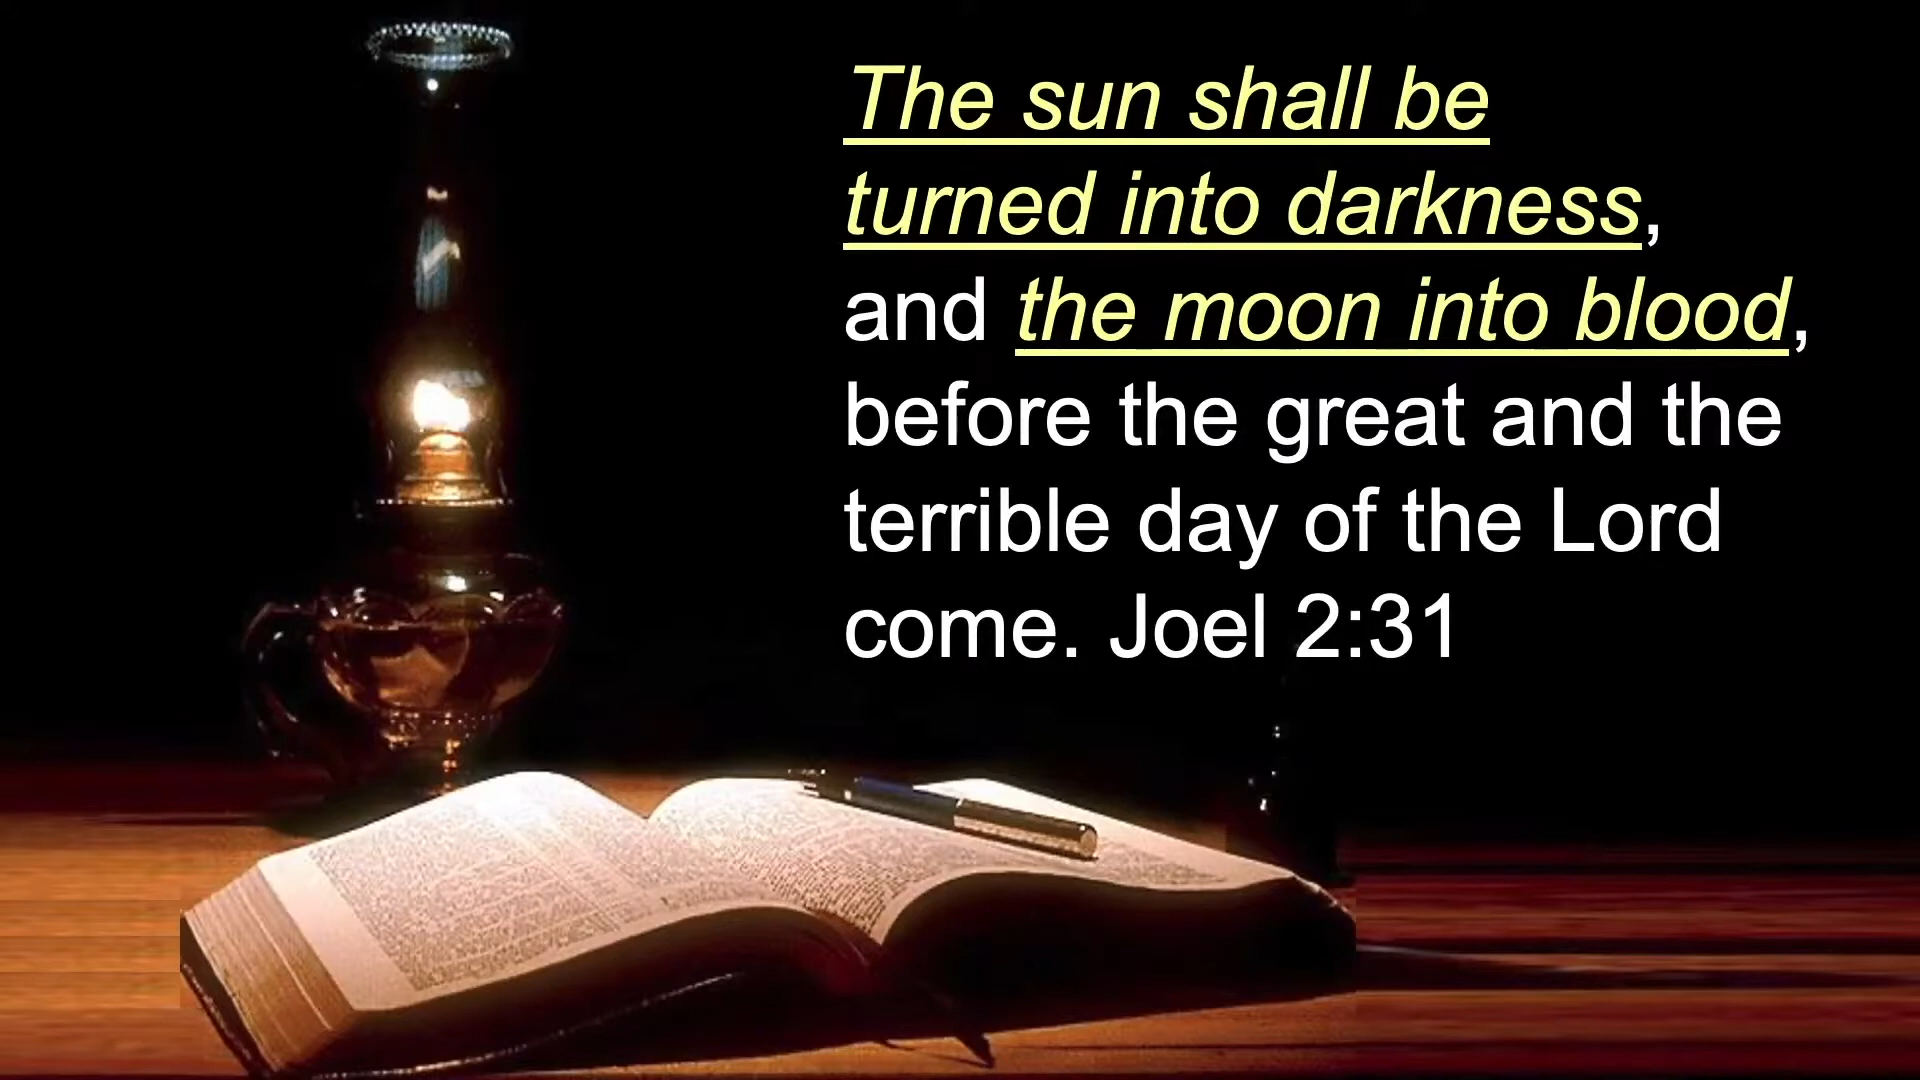 The sun shall be
turned into darkness,
and the moon into blood,
before the great and the
terrible day of the Lord
come. Joel 2:31